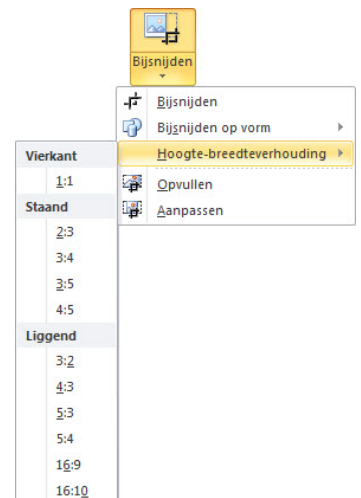 Bijsnijden
Bijsnijden
Bijsnijden op vorm
Hoogte-breedteverhouding
Opvullen
Aanpassen
Vierkant
1:1
Staand
2:3
3:4
3:5
4:5
Liggend
3:2
4:3
5:3
5:4
16:9
16:10